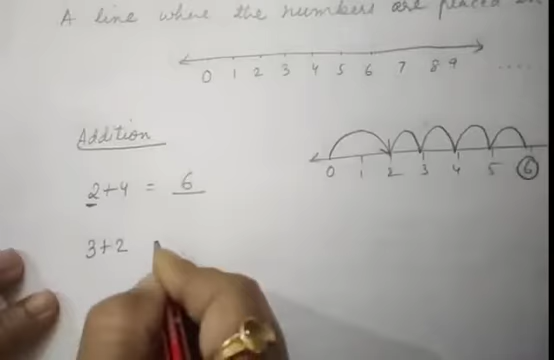 A line where the numbers are placed
0 1 2 3 4 5 6 7 8 9 ....
Addition
2+4 = 6
0 1 2 3 4 5 6
3+2